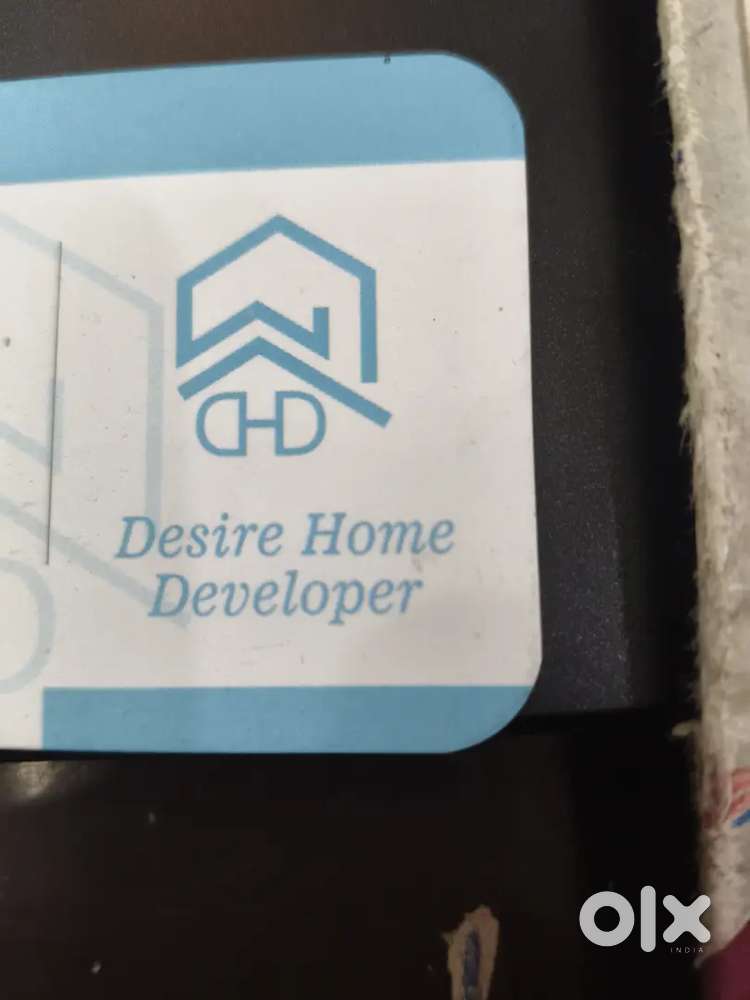 DHD
Desire Home
Developer
olx
INDIA